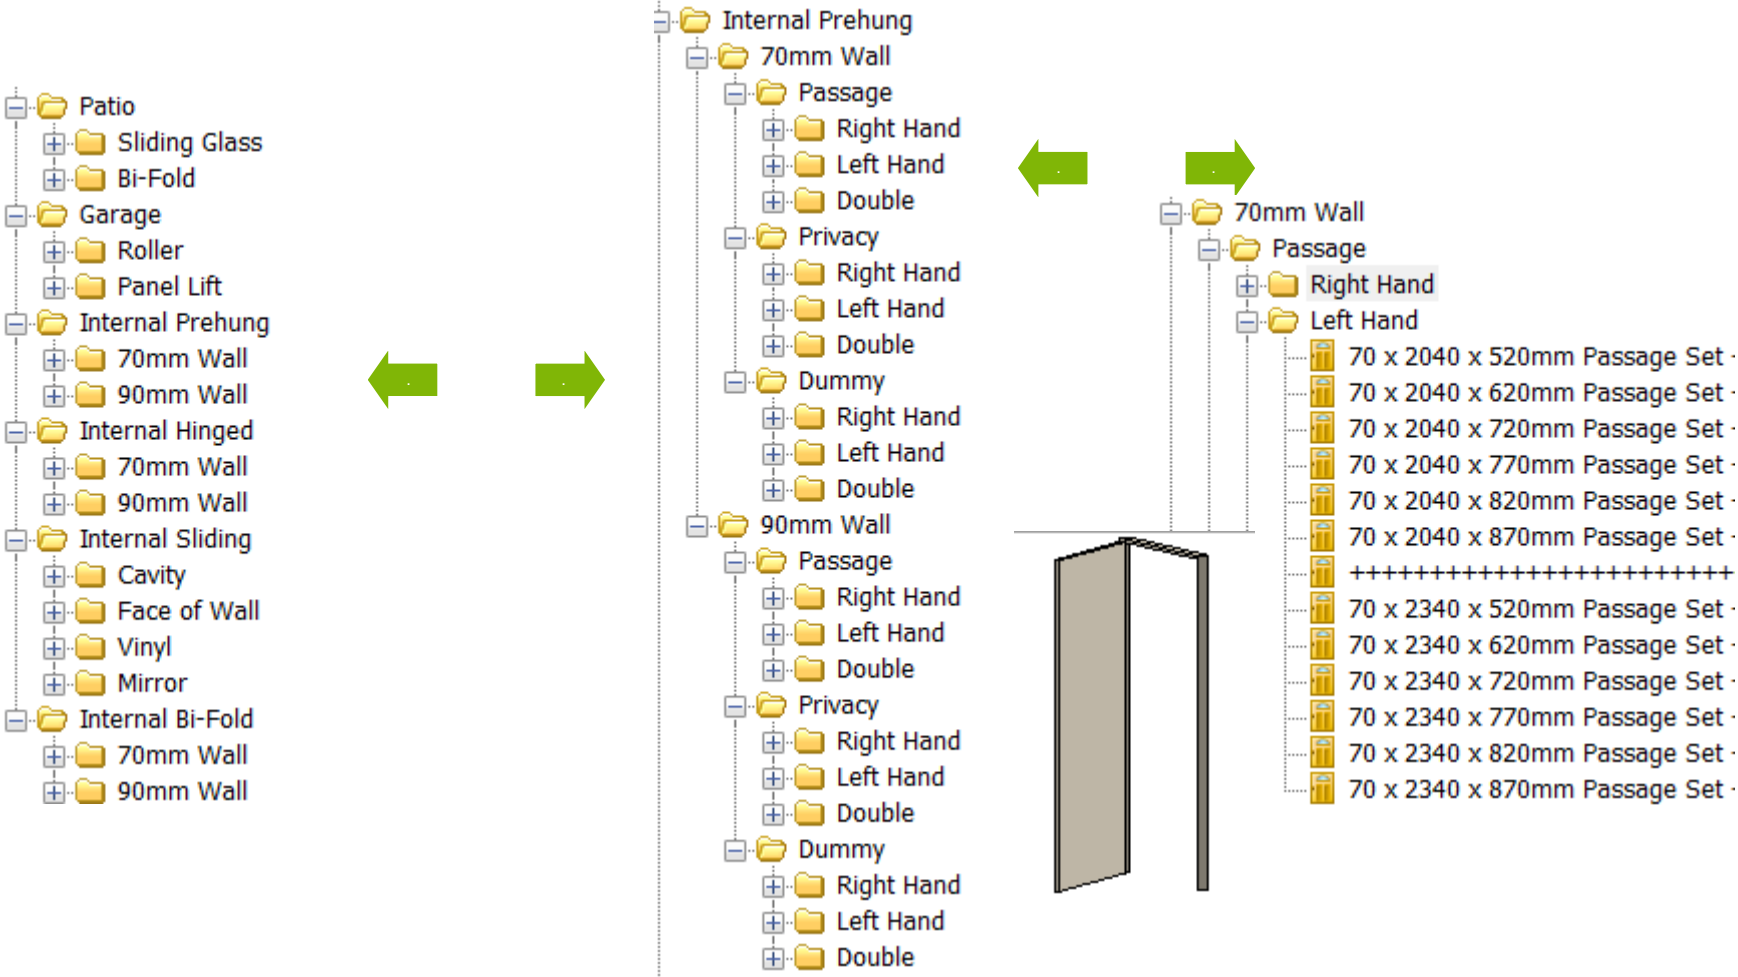 Patio
Sliding Glass
Bi-Fold
Garage
Roller
Panel Lift
Internal Prehung
70mm Wall
90mm Wall
Internal Hinged
70mm Wall
90mm Wall
Internal Sliding
Cavity
Face of Wall
Vinyl
Mirror
Internal Bi-Fold
70mm Wall
90mm Wall
Internal Prehung
70mm Wall
Passage
Right Hand
Left Hand
Double
Privacy
Right Hand
Left Hand
Double
Dummy
Right Hand
Left Hand
Double
90mm Wall
Passage
Right Hand
Left Hand
Double
Privacy
Right Hand
Left Hand
Double
Dummy
Right Hand
Left Hand
Double
70mm Wall
Passage
Right Hand
Left Hand
70 x 2040 x 520mm Passage Set -
70 x 2040 x 620mm Passage Set -
70 x 2040 x 720mm Passage Set -
70 x 2040 x 770mm Passage Set -
70 x 2040 x 820mm Passage Set -
70 x 2040 x 870mm Passage Set -
++++++++++++++++++++++++
70 x 2340 x 520mm Passage Set -
70 x 2340 x 620mm Passage Set -
70 x 2340 x 720mm Passage Set -
70 x 2340 x 770mm Passage Set -
70 x 2340 x 820mm Passage Set -
70 x 2340 x 870mm Passage Set -